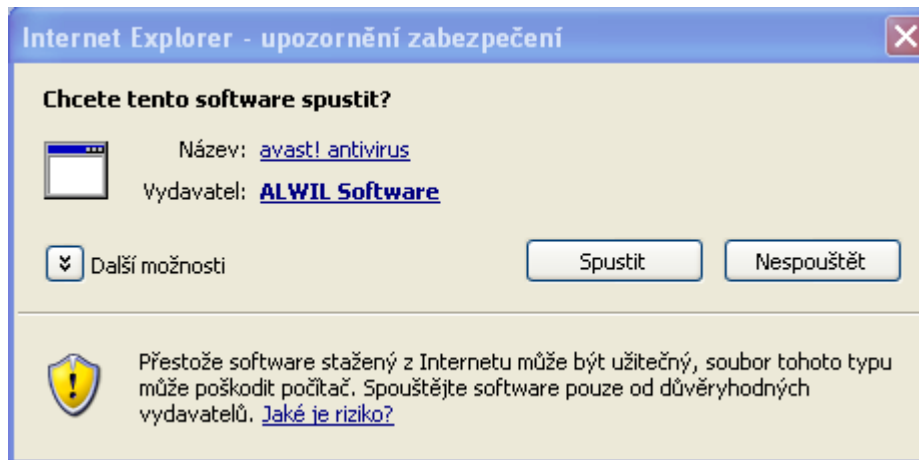 Internet Explorer - upozornění zabezpečení
Chcete tento software spustit?
Název: avast! antivirus
Vydavatel: ALWIL Software
Další možnosti
Spustit
Nespouštět
Přestože software stažený z Internetu může být užitečný, soubor tohoto typu
může poškodit počítač. Spouštějte software pouze od důvěryhodných
vydavatelů. Jaké je riziko?